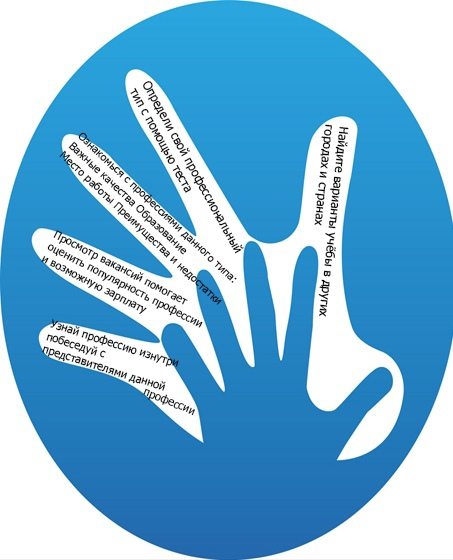 Определи свой профессиональный
тип с помощью теста
Ознакомься с профессиями данного типа:
Важные качества Образование
Место работы Преимущества и недостатки
Просмотр вакансий помогает
оценить популярность профессии
и возможную зарплату
Узнай профессию изнутри
побеседуй с
представителями данной
профессии
Найдите варианты учёбы в других
городах и странах